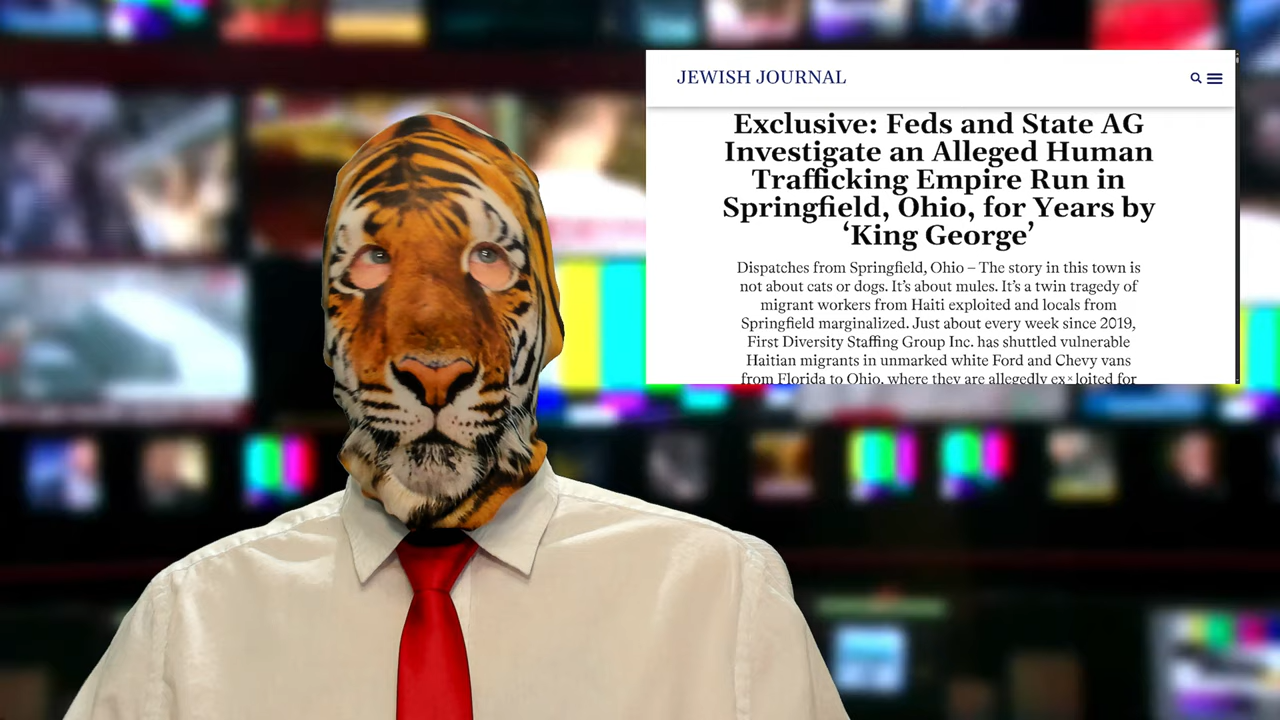 JEWISH JOURNAL
Exclusive: Feds and State AG
Investigate an Alleged Human
Trafficking Empire Run in
Springfield, Ohio, for Years by
‘King George’
Dispatches from Springfield, Ohio – The story in this town is
not about cats or dogs. It’s about mules. It’s a twin tragedy of
migrant workers from Haiti exploited and locals from
Springfield marginalized. Just about every week since 2019,
First Diversity Staffing Group Inc. has shuttled vulnerable
Haitian migrants in unmarked white Ford and Chevy vans
from Florida to Ohio, where they are allegedly for